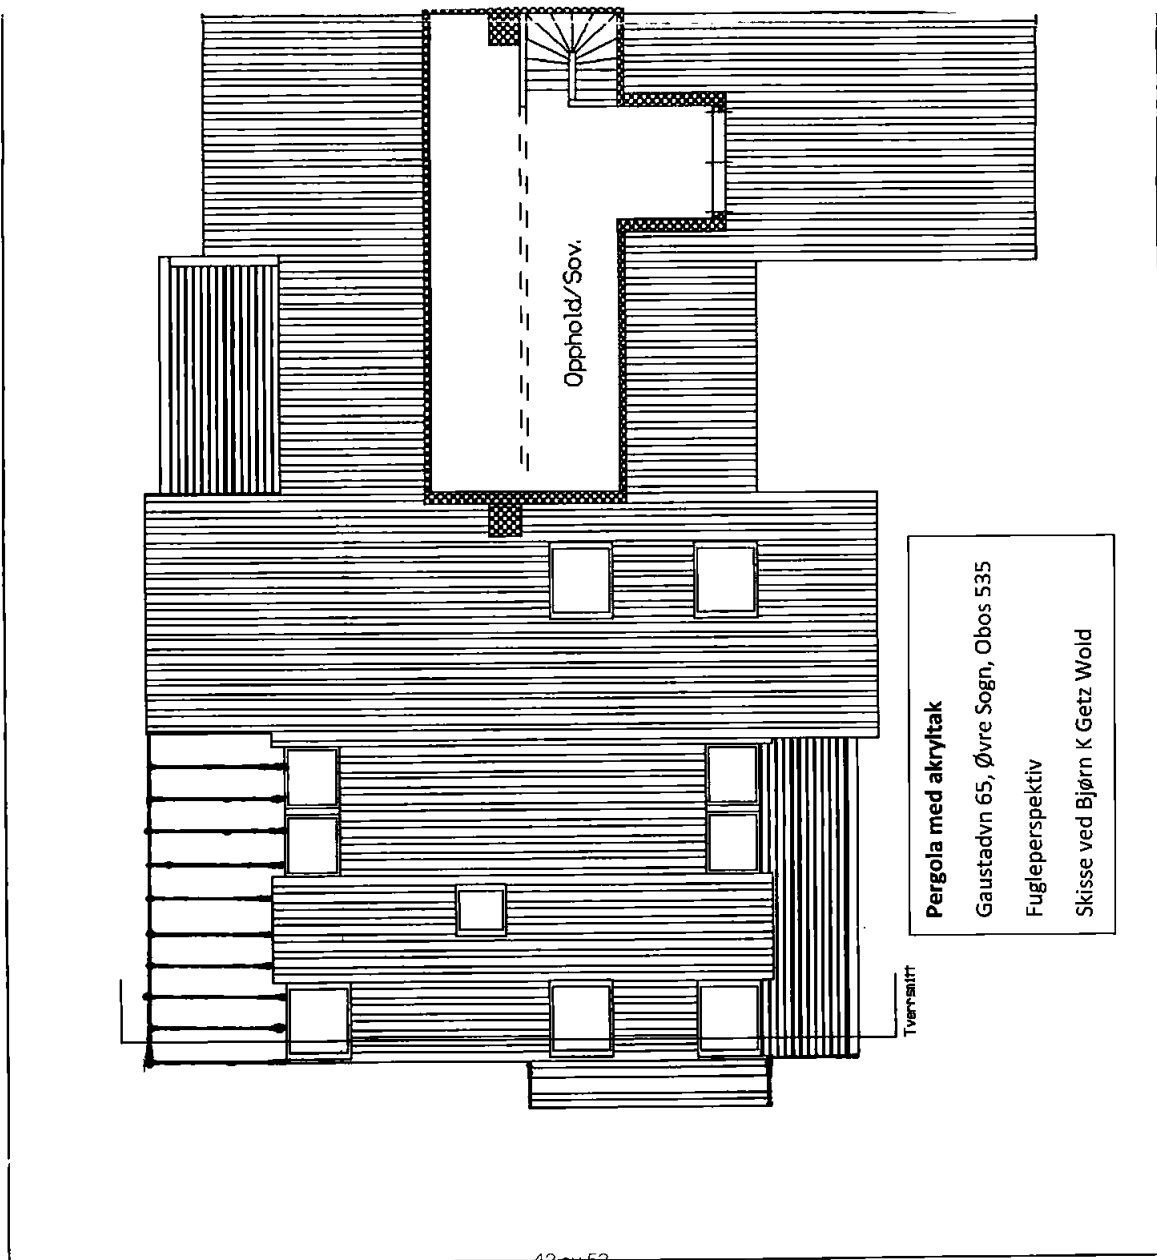 Opphold/Sov.
Pergola med akryltak
Gaustadvn 65, Øvre Sogn, Obos 535
Fugleperspektiv
Skisse ved Bjørn K Getz Wold
Tverrsnitt